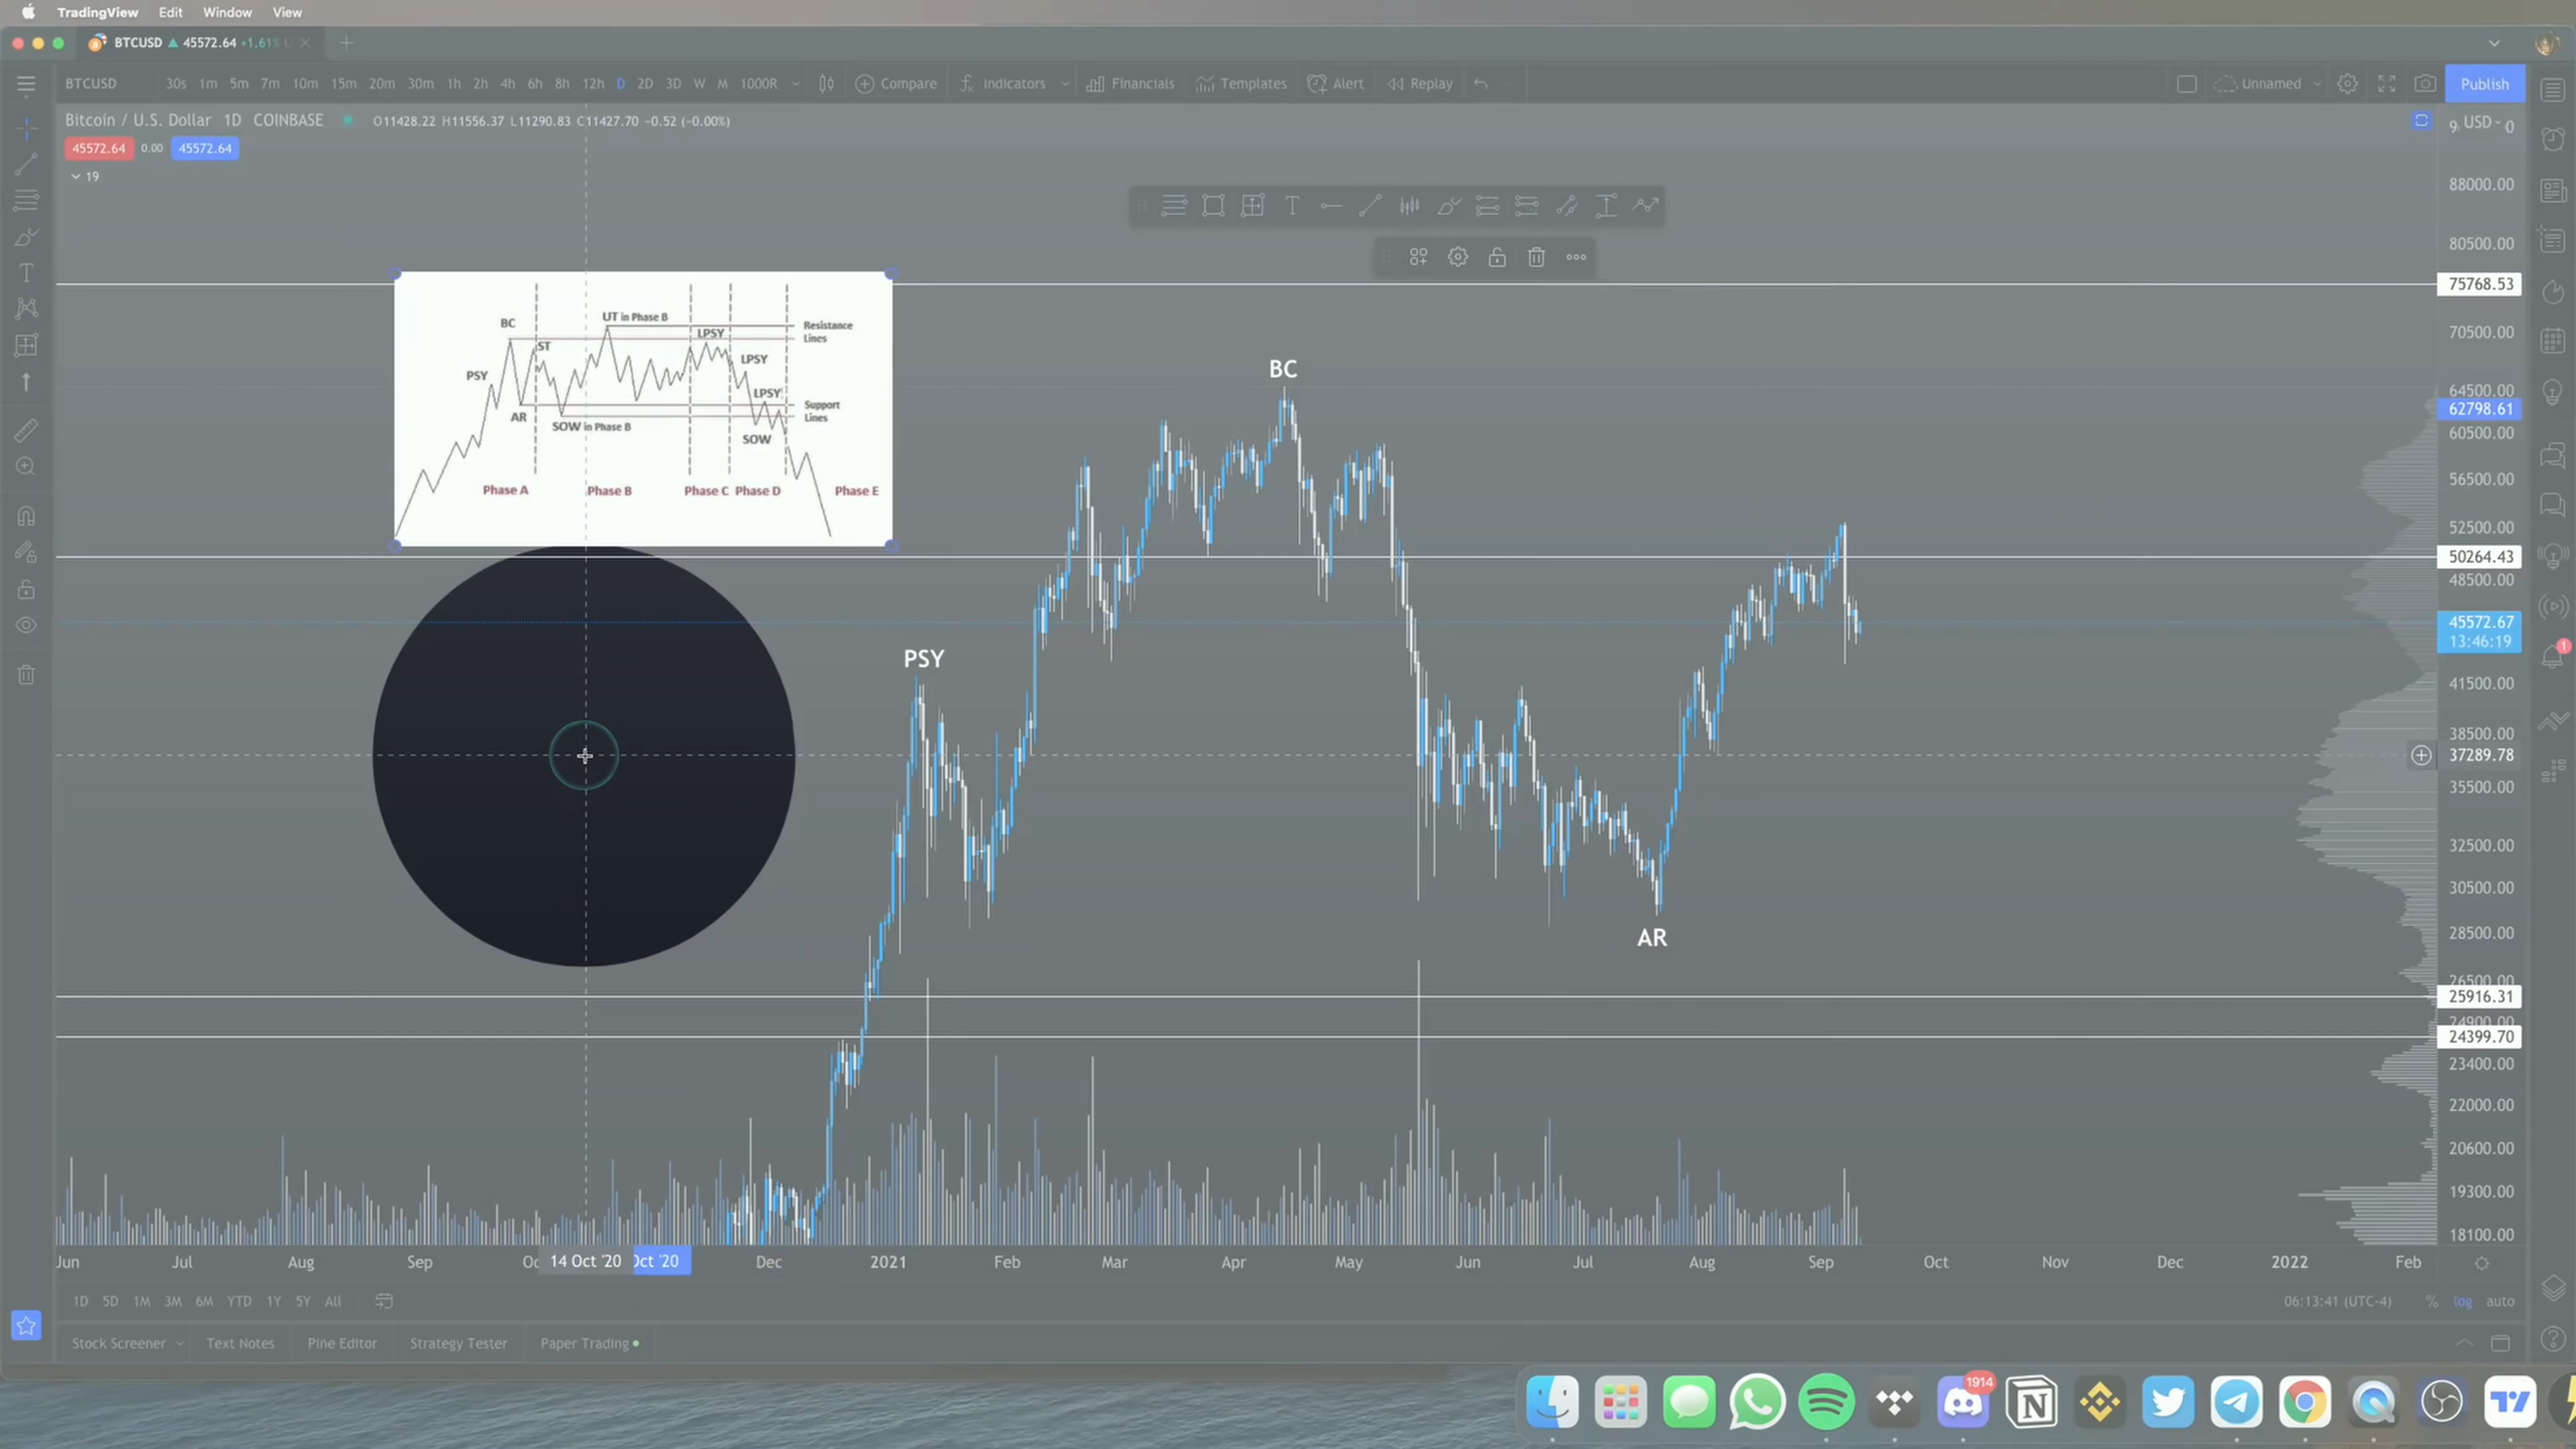 TradingView Edit Window View
BTCUSD ▲ 45572.64 +1.61%
BTCUSD 30s 1m 5m 7m 10m 15m 20m 30m 1h 2h 4h 6h 8h 12h D 2D 3D W M 1000R Compare Indicators Financials Templates Alert Replay Unnamed Publish
Bitcoin / U.S. Dollar 1D COINBASE O11428.22 H11556.37 L11290.83 C11427.70 −0.52 (−0.00%)
USD
45572.64 0.00 45572.64
19
88000.00
80500.00
75768.53
70500.00
64500.00
62798.61
60500.00
56500.00
52500.00
50264.43
48500.00
45572.67
13:46:19
41500.00
38500.00
37289.78
35500.00
32500.00
30500.00
28500.00
26500.00
25916.31
24900.00
24399.70
23400.00
22000.00
20600.00
19300.00
18100.00
BC
UT in Phase B
Resistance
Lines
ST
LPSY
PSY
LPSY
LPSY
AR
Support
Lines
SOW in Phase B
SOW
Phase A Phase B Phase C Phase D Phase E
BC
PSY
AR
Jun Jul Aug Sep 14 Oct '20 Oct '20 Dec 2021 Feb Mar Apr May Jun Jul Aug Sep Oct Nov Dec 2022 Feb
1D 5D 1M 3M 6M YTD 1Y 5Y All 06:13:41 (UTC-4) % log auto
Stock Screener Text Notes Pine Editor Strategy Tester Paper Trading
1
1914